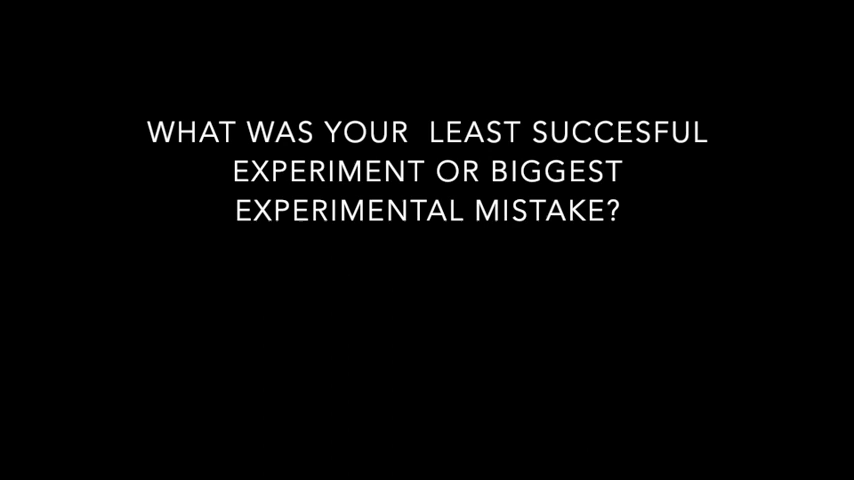 WHAT WAS YOUR  LEAST SUCCESFUL
EXPERIMENT OR BIGGEST
EXPERIMENTAL MISTAKE?